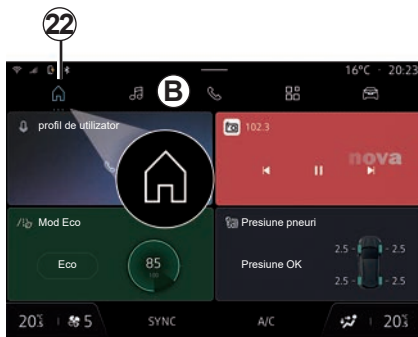 22
16°C 20:23
B
profil de utilizator
102.3
nova
Mod Eco
Eco
85
100
Presiune pneuri
Presiune OK
2.5 2.5
2.5 2.5
20.5 5 SYNC A/C 20.5